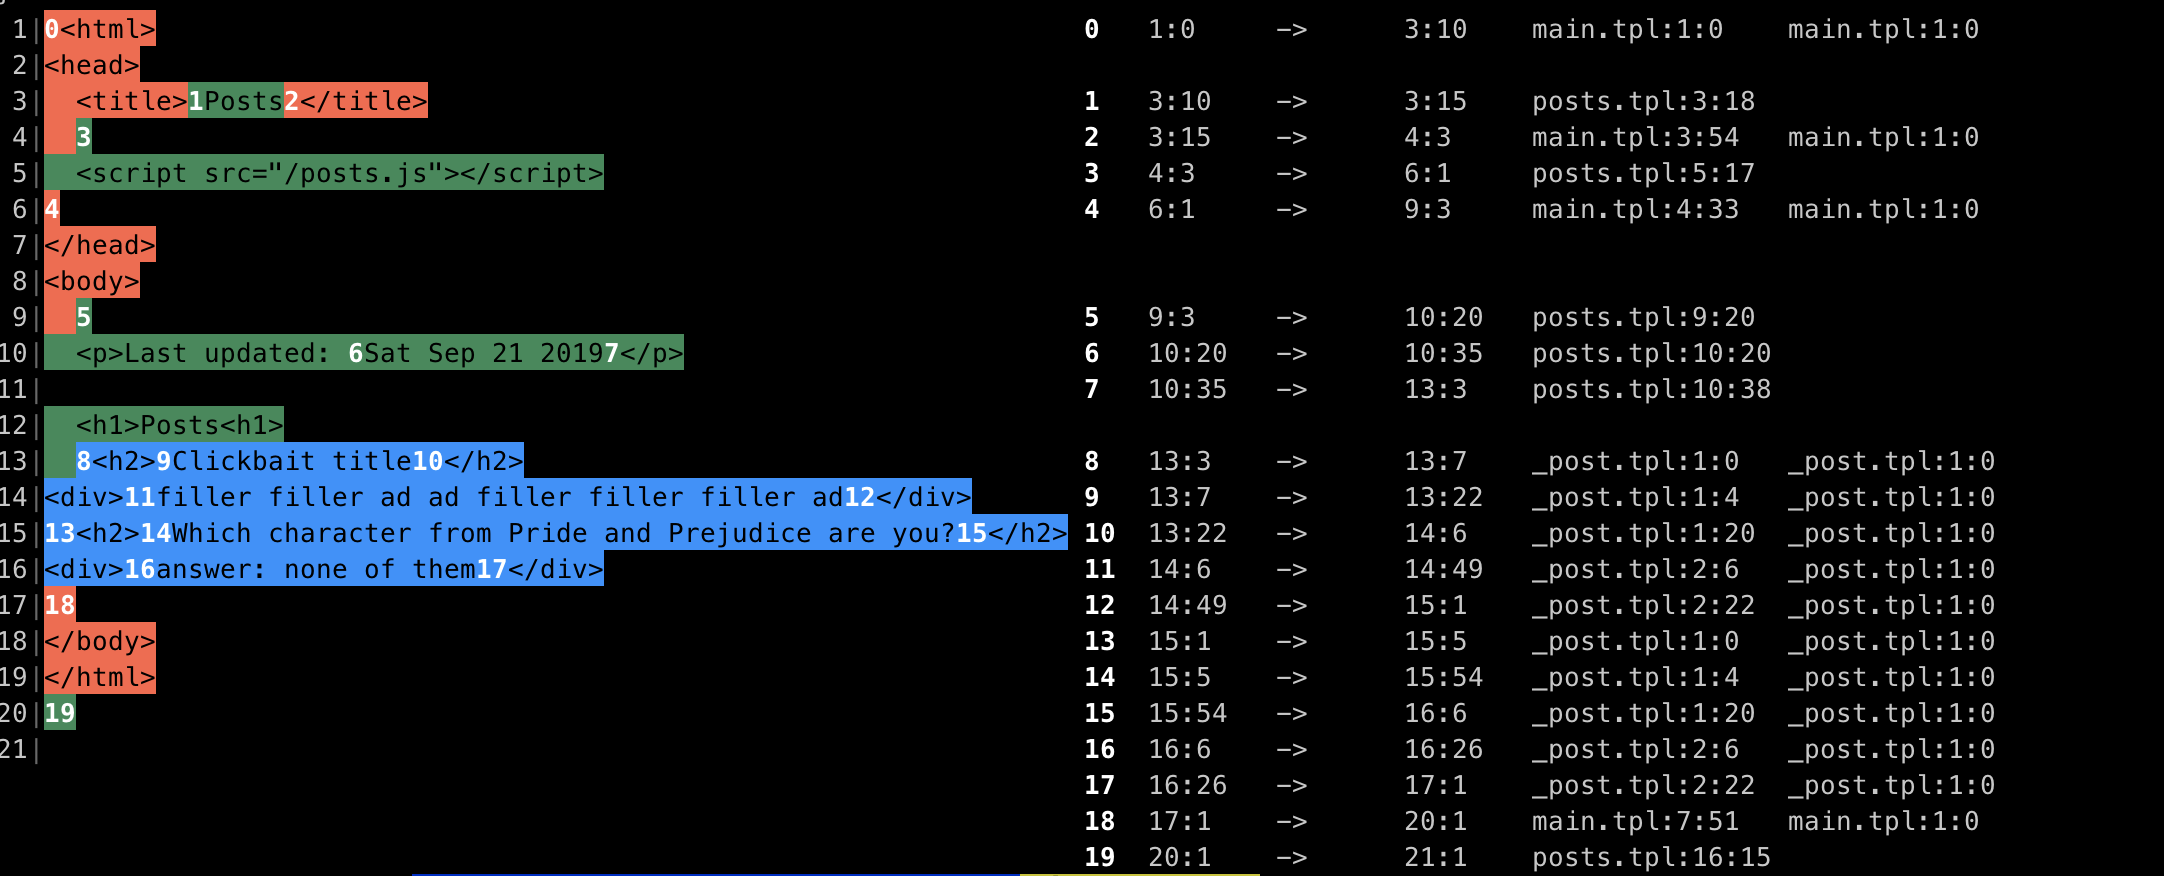 1|0<html> 0 1:0 -> 3:10 main.tpl:1:0 main.tpl:1:0
2|<head>
3|  <title>1Posts2</title> 1 3:10 -> 3:15 posts.tpl:3:18
4|  3 2 3:15 -> 4:3 main.tpl:3:54 main.tpl:1:0
5|  <script src="/posts.js"></script> 3 4:3 -> 6:1 posts.tpl:5:17
6|4 4 6:1 -> 9:3 main.tpl:4:33 main.tpl:1:0
7|</head>
8|<body>
9|  5 5 9:3 -> 10:20 posts.tpl:9:20
10|  <p>Last updated: 6Sat Sep 21 20197</p> 6 10:20 -> 10:35 posts.tpl:10:20
11| 7 10:35 -> 13:3 posts.tpl:10:38
12|  <h1>Posts<h1>
13|  8<h2>9Clickbait title10</h2> 8 13:3 -> 13:7 _post.tpl:1:0 _post.tpl:1:0
14|<div>11filler filler ad ad filler filler filler ad12</div> 9 13:7 -> 13:22 _post.tpl:1:4 _post.tpl:1:0
15|13<h2>14Which character from Pride and Prejudice are you?15</h2> 10 13:22 -> 14:6 _post.tpl:1:20 _post.tpl:1:0
16|<div>16answer: none of them17</div> 11 14:6 -> 14:49 _post.tpl:2:6 _post.tpl:1:0
17|18 12 14:49 -> 15:1 _post.tpl:2:22 _post.tpl:1:0
18|</body> 13 15:1 -> 15:5 _post.tpl:1:0 _post.tpl:1:0
19|</html> 14 15:5 -> 15:54 _post.tpl:1:4 _post.tpl:1:0
20|19 15 15:54 -> 16:6 _post.tpl:1:20 _post.tpl:1:0
21| 16 16:6 -> 16:26 _post.tpl:2:6 _post.tpl:1:0
17 16:26 -> 17:1 _post.tpl:2:22 _post.tpl:1:0
18 17:1 -> 20:1 main.tpl:7:51 main.tpl:1:0
19 20:1 -> 21:1 posts.tpl:16:15